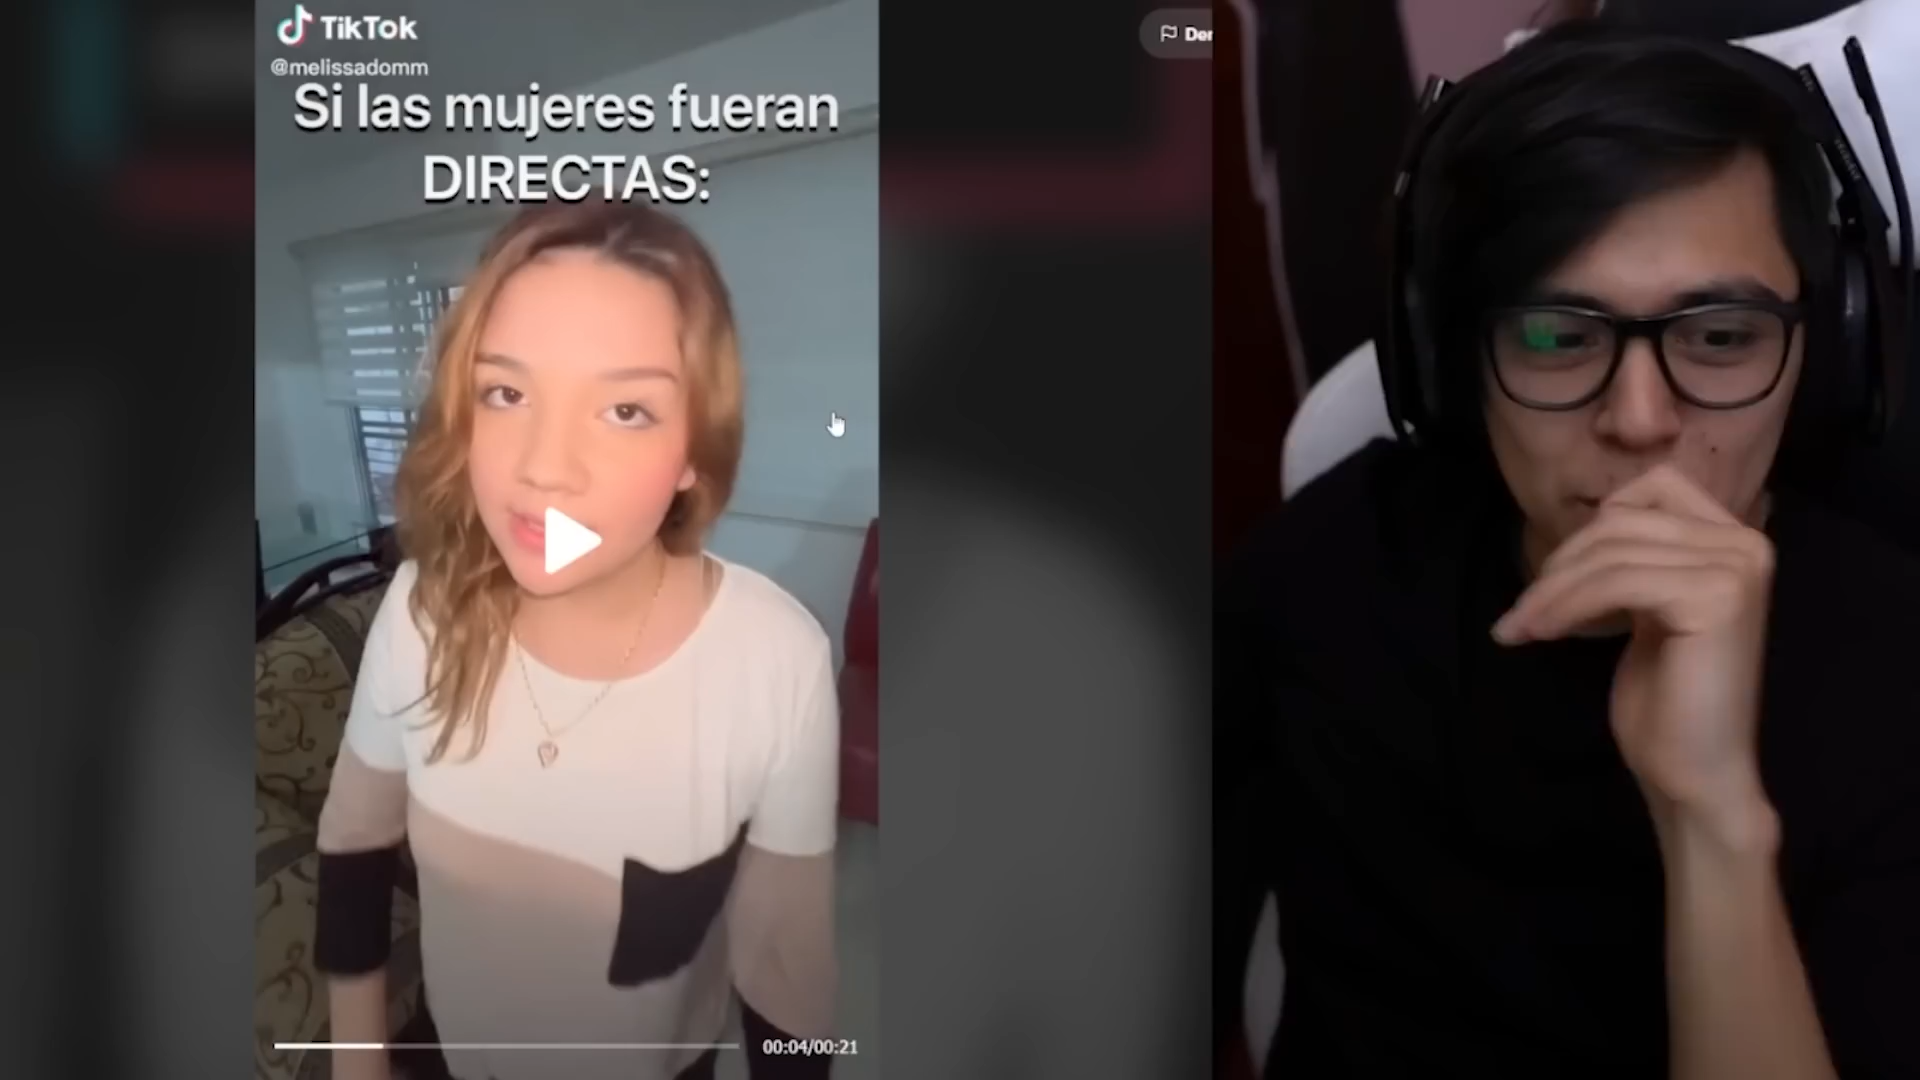 TikTok
@melissadomm
Si las mujeres fueran
DIRECTAS:
00:04/00:21